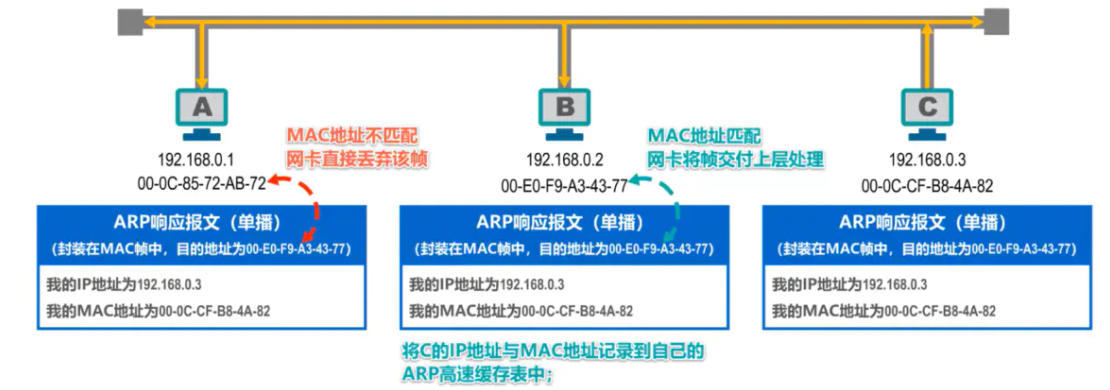 A
B
C
MAC地址不匹配
网卡直接丢弃该帧
MAC地址匹配
网卡将帧交付上层处理
192.168.0.1
00-0C-85-72-AB-72
192.168.0.2
00-E0-F9-A3-43-77
192.168.0.3
00-0C-CF-B8-4A-82
ARP响应报文（单播）
(封装在MAC帧中，目的地址为00-E0-F9-A3-43-77)
我的IP地址为192.168.0.3
我的MAC地址为00-0C-CF-B8-4A-82
ARP响应报文（单播）
(封装在MAC帧中，目的地址为00-E0-F9-A3-43-77)
我的IP地址为192.168.0.3
我的MAC地址为00-0C-CF-B8-4A-82
ARP响应报文（单播）
(封装在MAC帧中，目的地址为00-E0-F9-A3-43-77)
我的IP地址为192.168.0.3
我的MAC地址为00-0C-CF-B8-4A-82
将C的IP地址与MAC地址记录到自己的
ARP高速缓存表中;